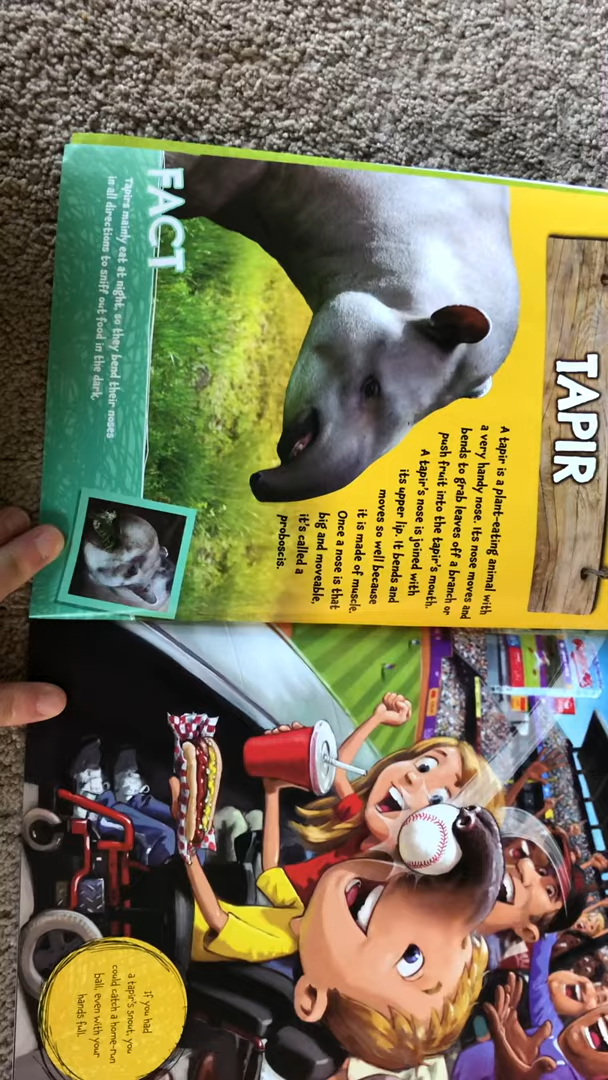 TAPIR
A tapir is a plant-eating animal with
a very handy nose. Its nose moves and
bends to grab leaves off a branch or
push fruit into the tapir's mouth.
A tapir's nose is joined with
its upper lip. It bends and
moves so well because
it is made of muscle.
Once a nose is that
big and moveable,
it's called a
proboscis.
FACT
Tapirs mainly eat at night, so they bend their noses
in all directions to sniff out food in the dark.
If you had
a tapir's snout, you
could catch a home-run
ball, even with your
hands full.